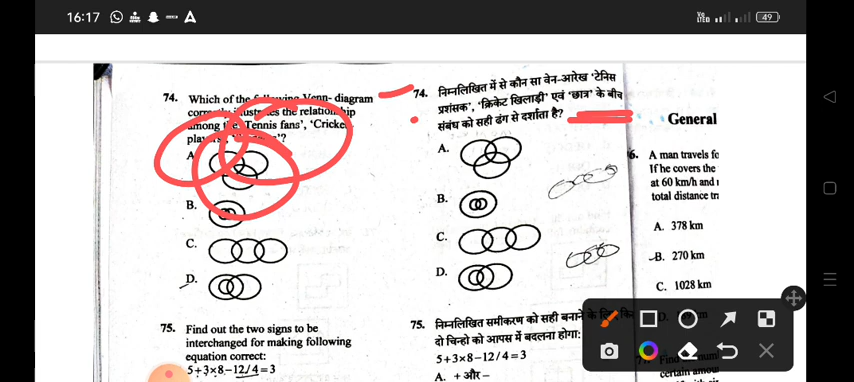 16:17
49
74. Which of the following Venn- diagram
correctly illustrates the relationship
among the 'Tennis fans', 'Cricket
A.
B.
C.
D.
75. Find out the two signs to be
interchanged for making following
equation correct:
5+3×8−12/4=3
74. निम्नलिखित में से कौन सा वेन-आरेख 'टेनिस
प्रशंसक', 'क्रिकेट खिलाड़ी' एवं 'छात्र' के बीच
संबंध को सही ढंग से दर्शाता है?
A.
B.
C.
D.
75. निम्नलिखित समीकरण को सही बनाने के
दो चिन्हो को आपस में बदलना होगा:
5+3×8−12/4=3
A. + और −
General
6. A man travels
If he covers the
at 60 km/h and
total distance
A. 378 km
B. 270 km
C. 1028 km
D.
Find
certain